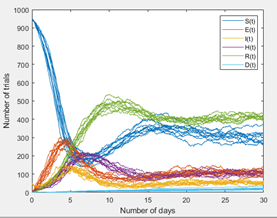 1000
900
800
700
600
500
400
300
200
100
0
Number of trials
0 5 10 15 20 25 30
Number of days
S(t)
E(t)
I(t)
H(t)
R(t)
D(t)